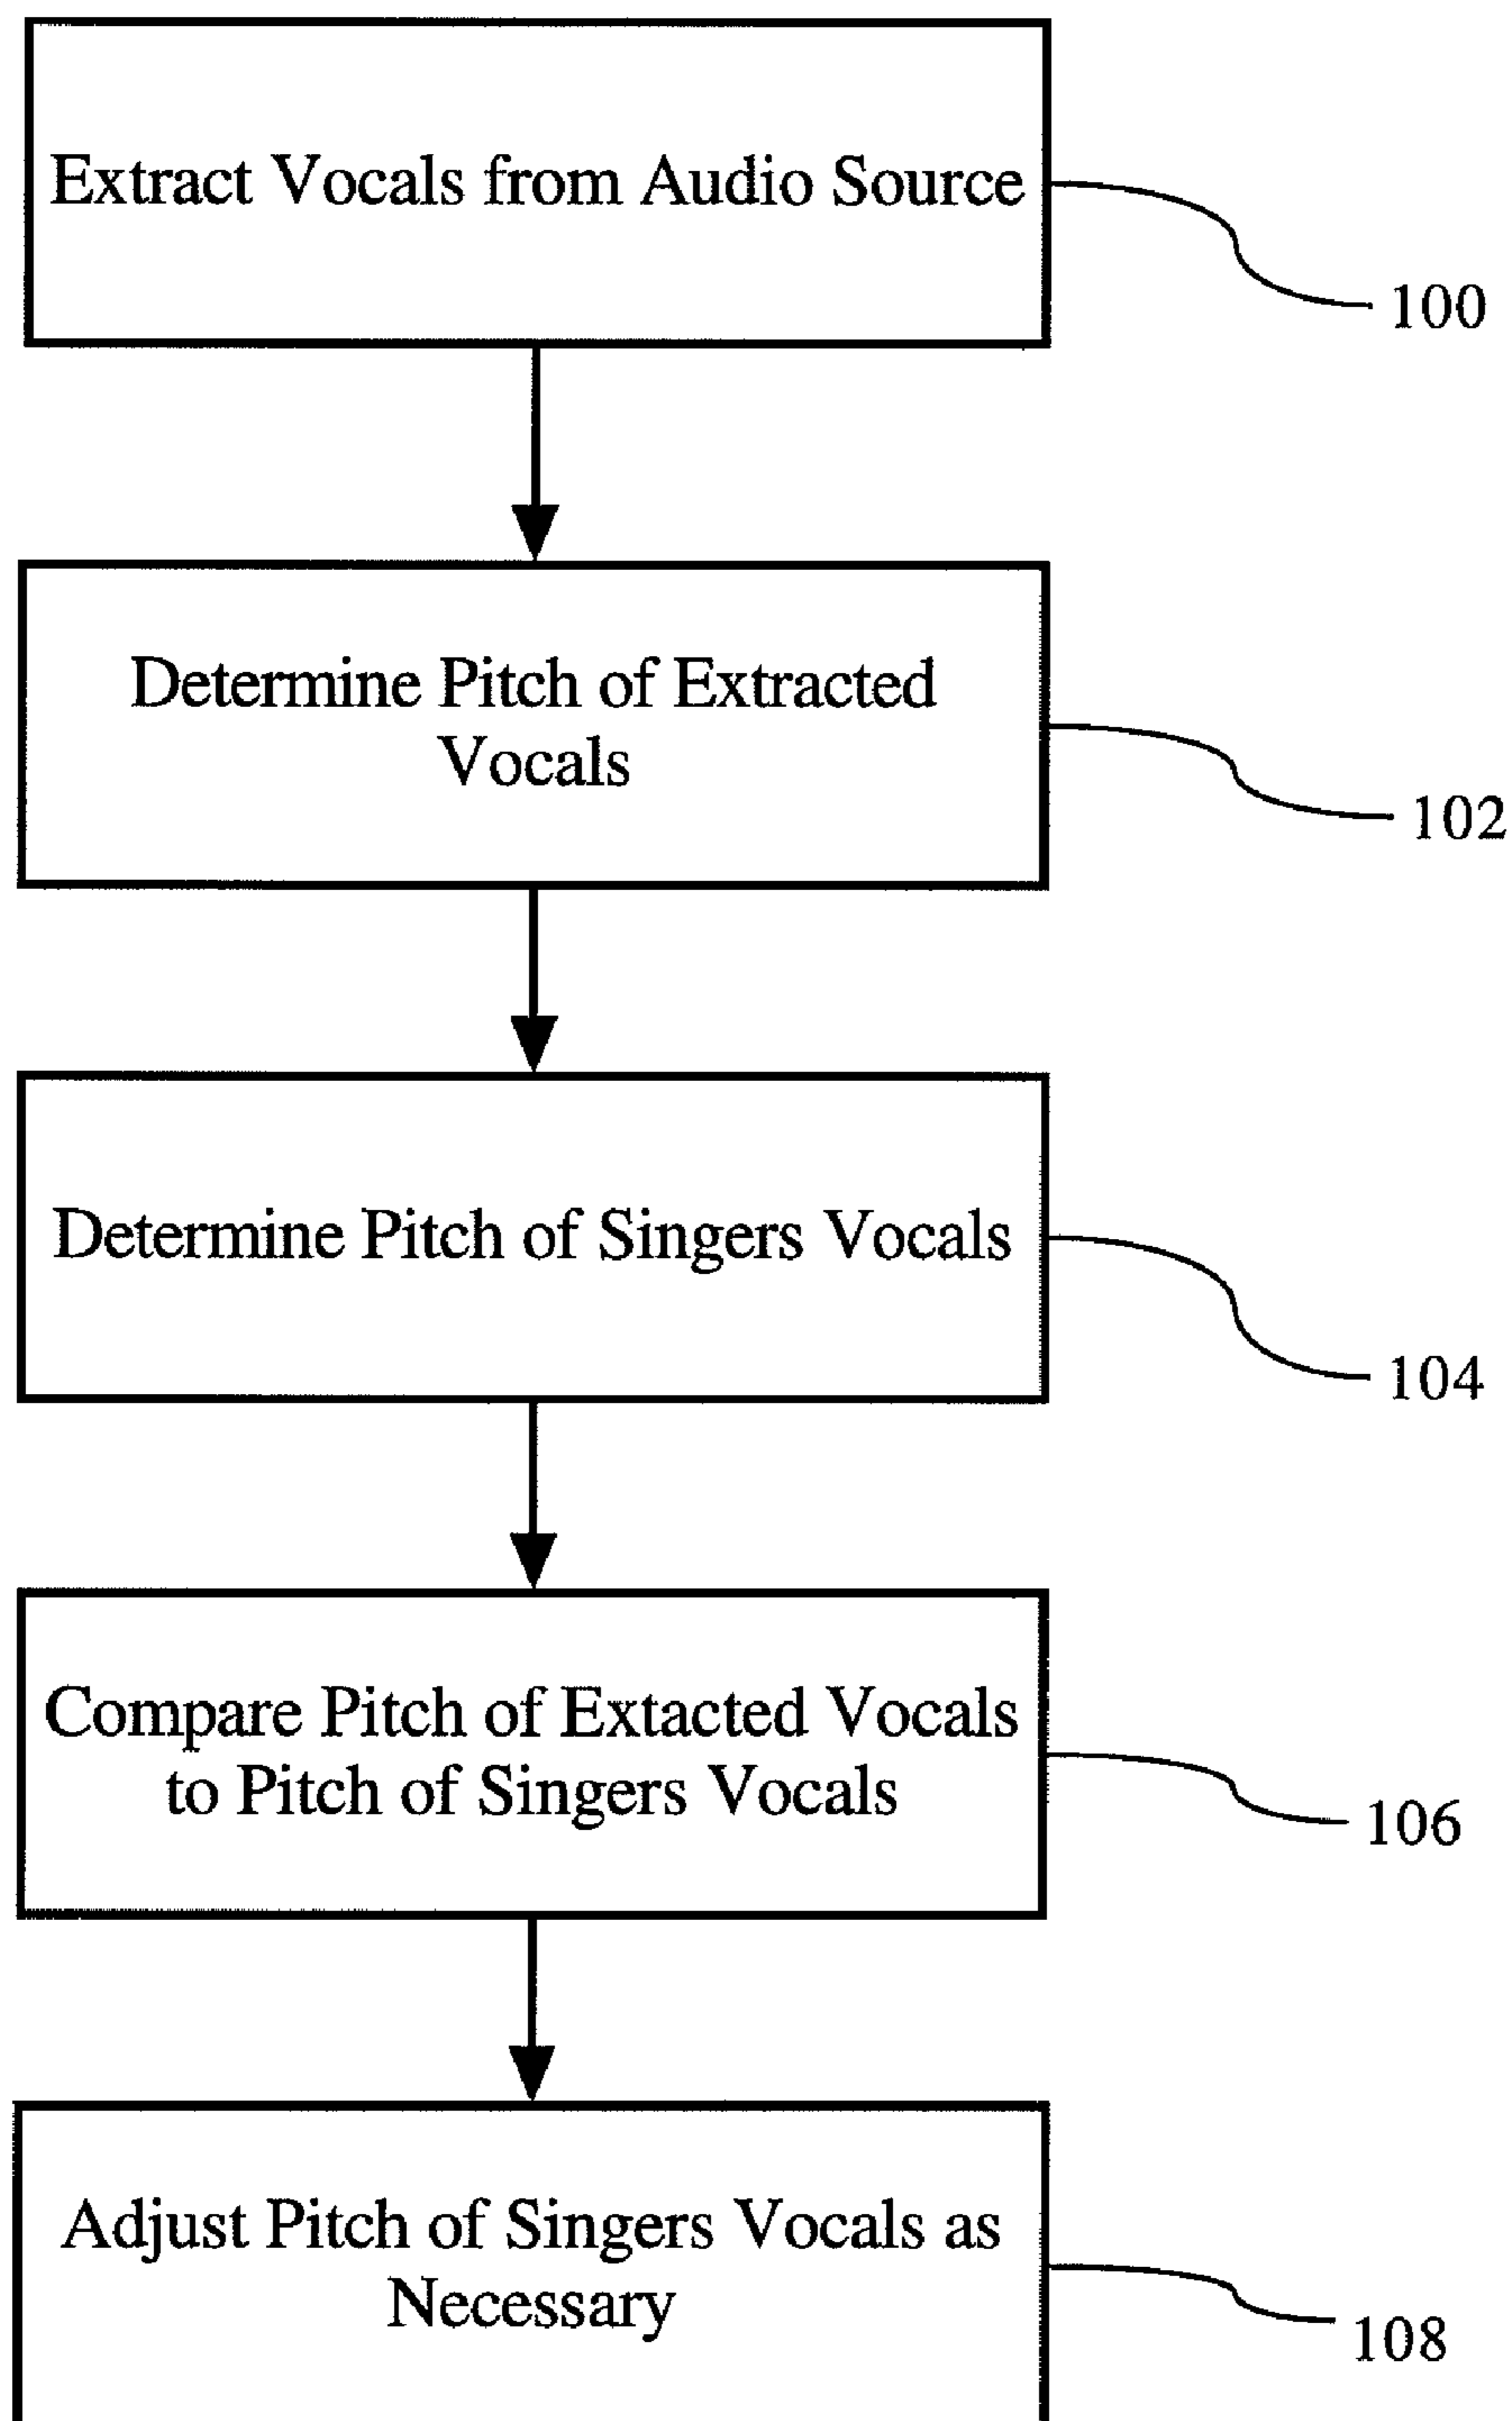 Extract Vocals from Audio Source
100
Determine Pitch of Extracted
Vocals
102
Determine Pitch of Singers Vocals
104
Compare Pitch of Extacted Vocals
to Pitch of Singers Vocals
106
Adjust Pitch of Singers Vocals as
Necessary
108